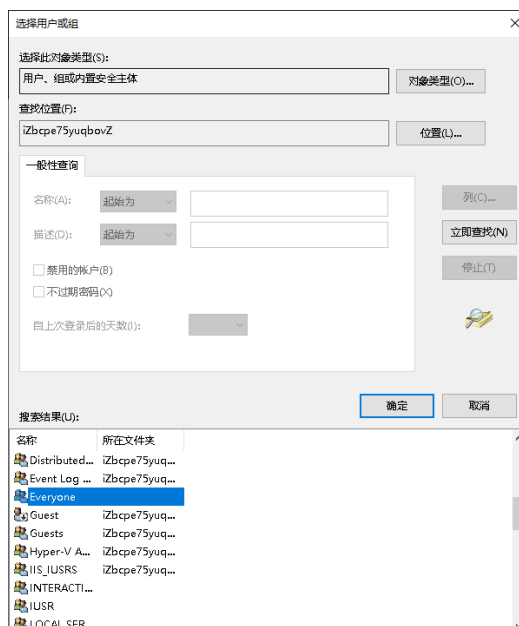 选择用户或组
选择此对象类型(S):
用户、组或内置安全主体
对象类型(O)...
查找位置(F):
iZbcpe75yuqbovZ
位置(L)...
一般性查询
名称(A):
起始为
列(C)...
描述(D):
起始为
立即查找(N)
禁用的帐户(B)
停止(T)
不过期密码(X)
自上次登录后的天数(I):
确定
取消
搜索结果(U):
名称 所在文件夹
Distributed... iZbcpe75yuq...
Event Log ... iZbcpe75yuq...
Everyone
Guest iZbcpe75yuq...
Guests iZbcpe75yuq...
Hyper-V A... iZbcpe75yuq...
IIS_IUSRS iZbcpe75yuq...
INTERACTI...
IUSR
LOCAL SER